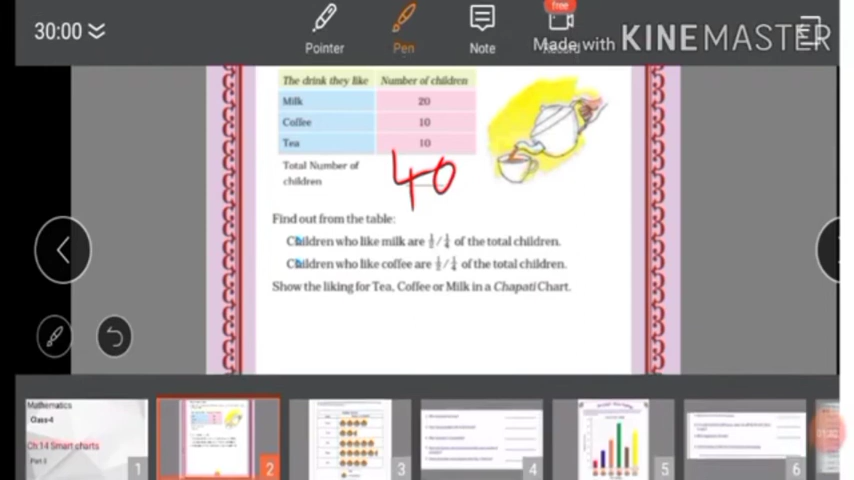 30:00
Pointer
Pen
Note
free
Record
Made with KINEMASTER
The drink they like Number of children
Milk 20
Coffee 10
Tea 10
Total Number of children 40
Find out from the table:
Children who like milk are 1/2 / 1/4 of the total children.
Children who like coffee are 1/2 / 1/4 of the total children.
Show the liking for Tea, Coffee or Milk in a Chapati Chart.
Mathematics
Class-4
Ch.14 Smart charts
1
2
3
4
5
6